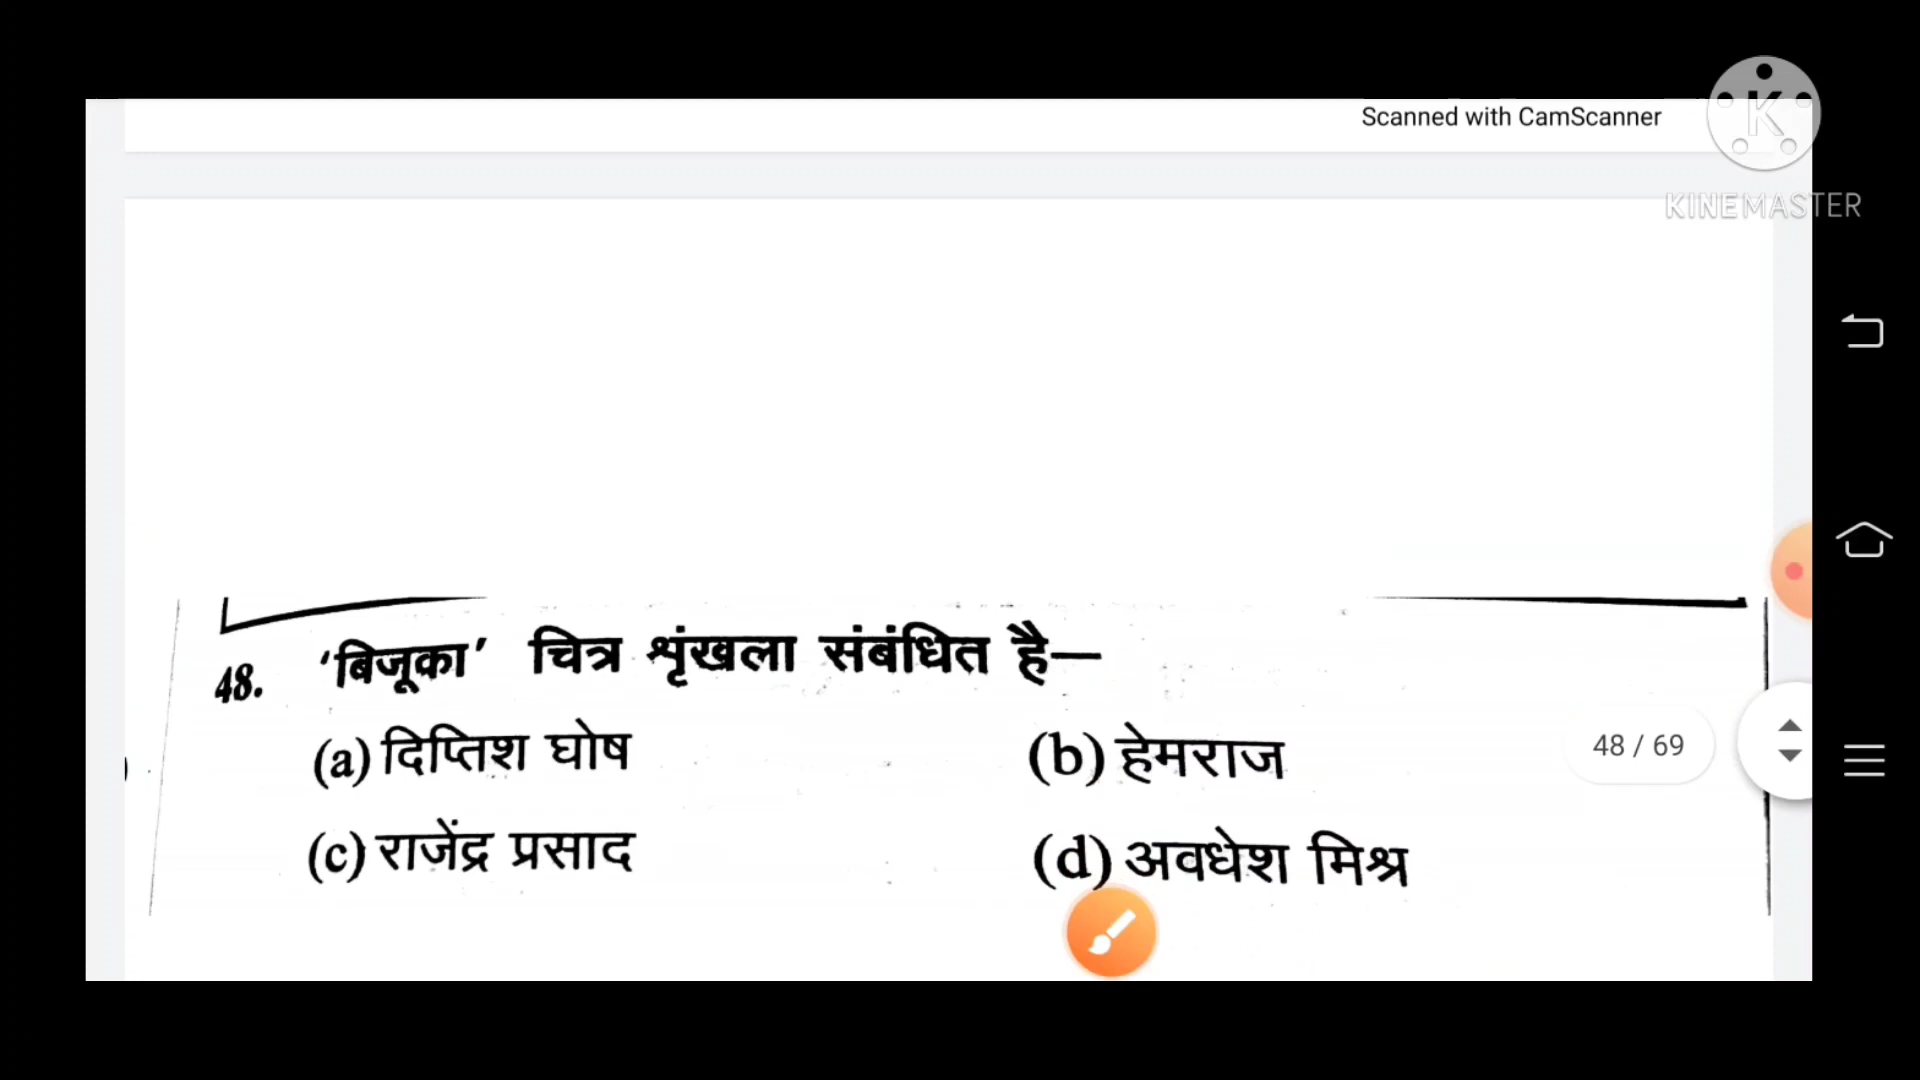 Scanned with CamScanner
K
KINEMASTER
48. 'बिजूका' चित्र शृंखला संबंधित है—
(a) दिप्तिश घोष (b) हेमराज
48 / 69
(c) राजेंद्र प्रसाद (d) अवधेश मिश्र